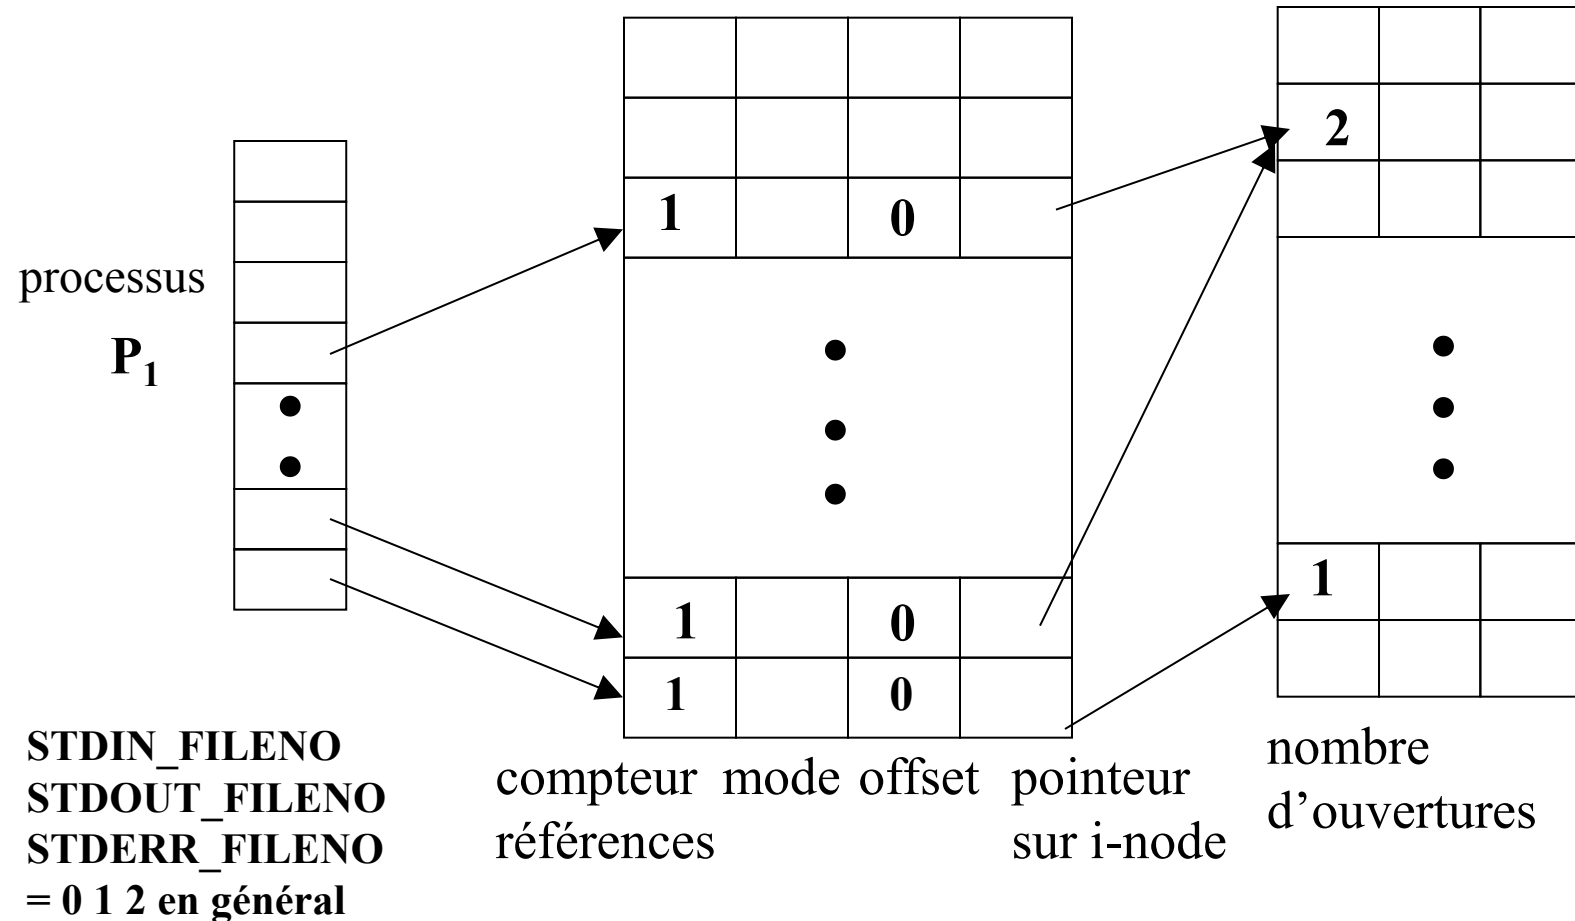 2
1 0
processus
P1
1
1 0
1 0
STDIN_FILENO
STDOUT_FILENO
STDERR_FILENO
= 0 1 2 en général
compteur mode offset pointeur
références sur i-node
nombre
d’ouvertures